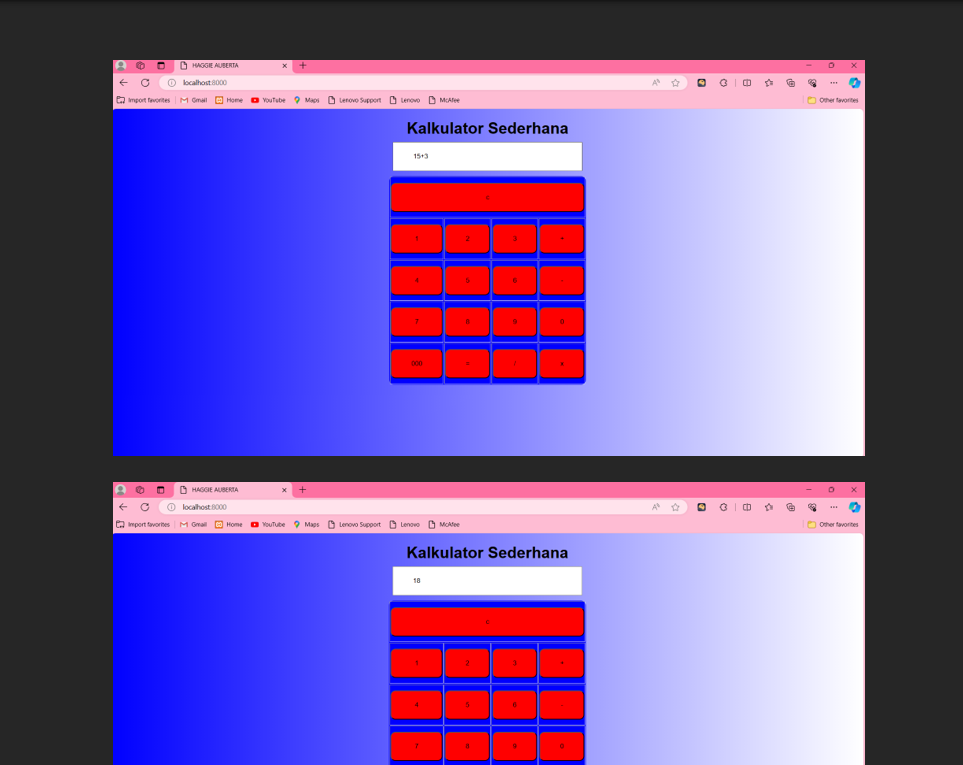 HAGGIE AUBERTA
localhost:8000
Import favorites Gmail Home YouTube Maps Lenovo Support Lenovo McAfee Other favorites
Kalkulator Sederhana
15+3
1 2 3 +
4 5 6 -
7 8 9 0
000 = / x
HAGGIE AUBERTA
localhost:8000
Import favorites Gmail Home YouTube Maps Lenovo Support Lenovo McAfee Other favorites
Kalkulator Sederhana
18
1 2 3 +
4 5 6 -
7 8 9 0